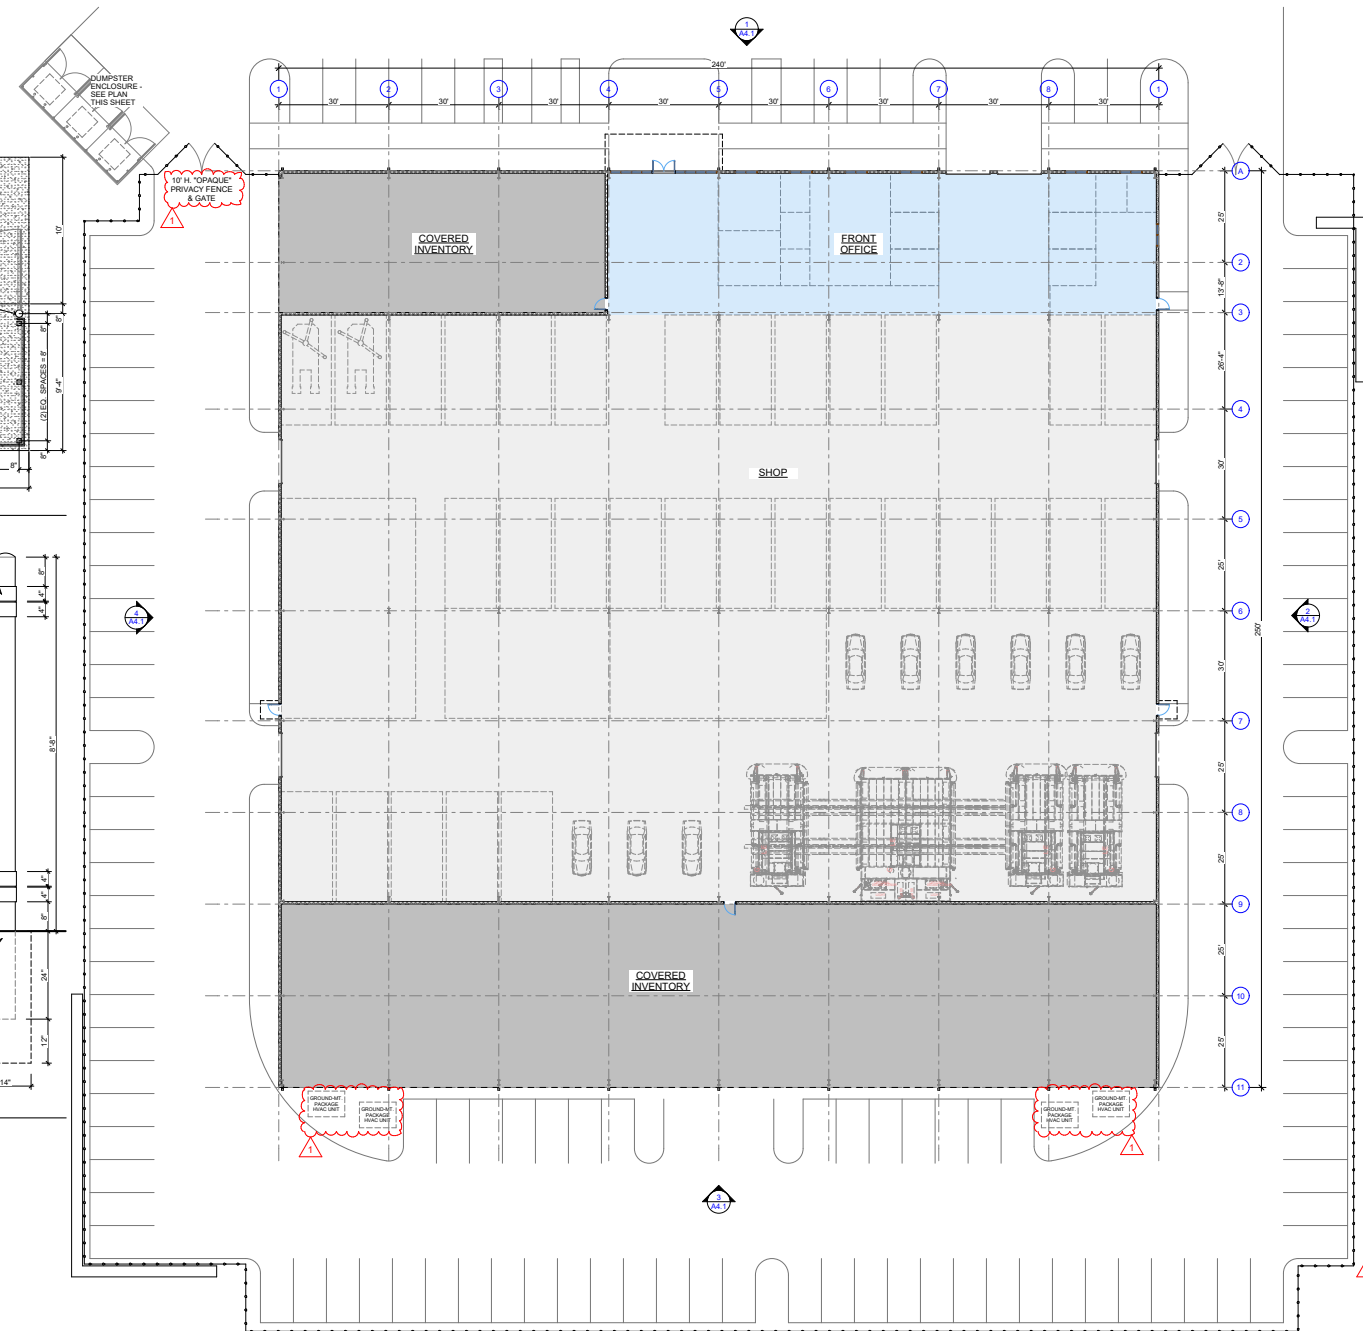 1
A4.1
240'
DUMPSTER
ENCLOSURE -
SEE PLAN
THIS SHEET
1
2
3
4
5
6
7
8
1
30'
30'
30'
30'
30'
30'
30'
30'
10' H. "OPAQUE"
PRIVACY FENCE
& GATE
1
COVERED
INVENTORY
FRONT
OFFICE
A
25'
2
13'-8"
3
26'-4"
4
30'
5
25'
6
30'
7
25'
8
25'
9
25'
10
25'
11
250'
10'
8"
8"
(2) EQ. SPACES = 8'
9'-4"
8"
8"
SHOP
8"
4"
4"
8'-8"
4"
4"
8"
24"
12"
14"
4
A4.1
2
A4.1
COVERED
INVENTORY
GROUND-MT.
PACKAGE
HVAC UNIT
GROUND-MT.
PACKAGE
HVAC UNIT
1
GROUND-MT.
PACKAGE
HVAC UNIT
GROUND-MT.
PACKAGE
HVAC UNIT
1
3
A4.1